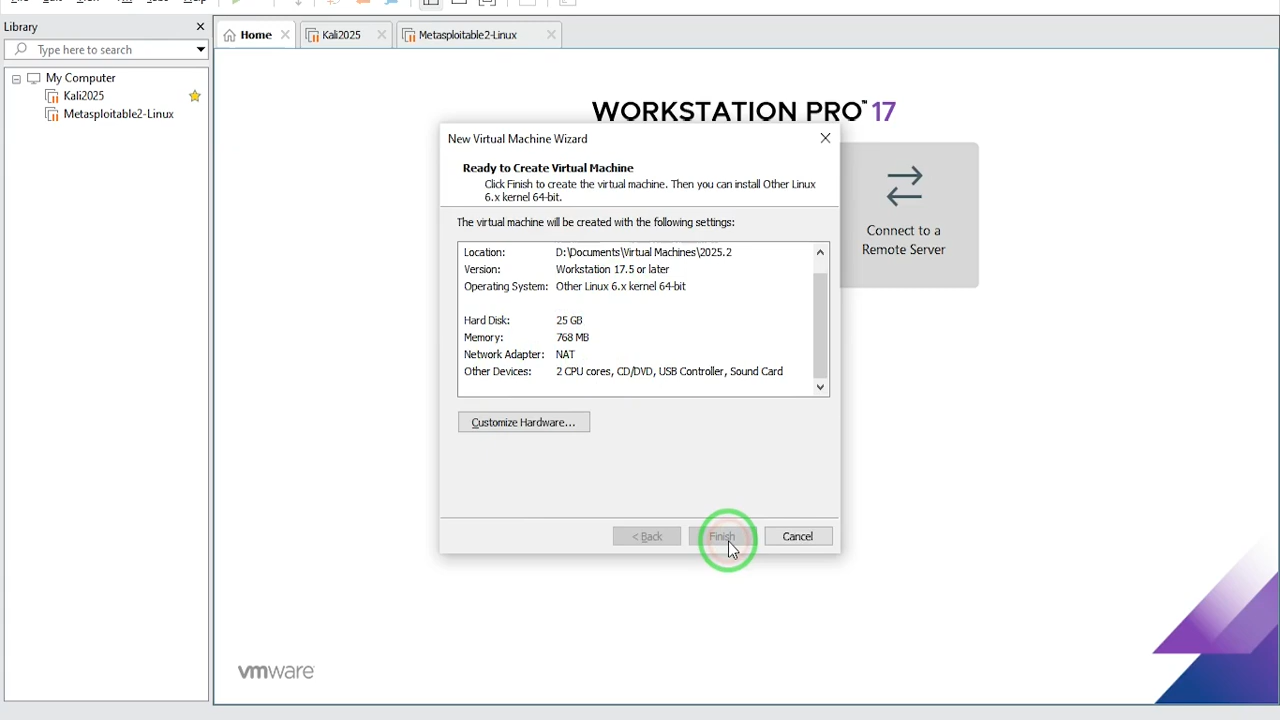 Library
Type here to search
My Computer
Kali2025
Metasploitable2-Linux
Home
Kali2025
Metasploitable2-Linux
WORKSTATION PRO™ 17
Connect to a
Remote Server
New Virtual Machine Wizard
Ready to Create Virtual Machine
Click Finish to create the virtual machine. Then you can install Other Linux
6.x kernel 64-bit.
The virtual machine will be created with the following settings:
Location: D:\Documents\Virtual Machines\2025.2
Version: Workstation 17.5 or later
Operating System: Other Linux 6.x kernel 64-bit
Hard Disk: 25 GB
Memory: 768 MB
Network Adapter: NAT
Other Devices: 2 CPU cores, CD/DVD, USB Controller, Sound Card
Customize Hardware...
< Back
Finish
Cancel
vmware